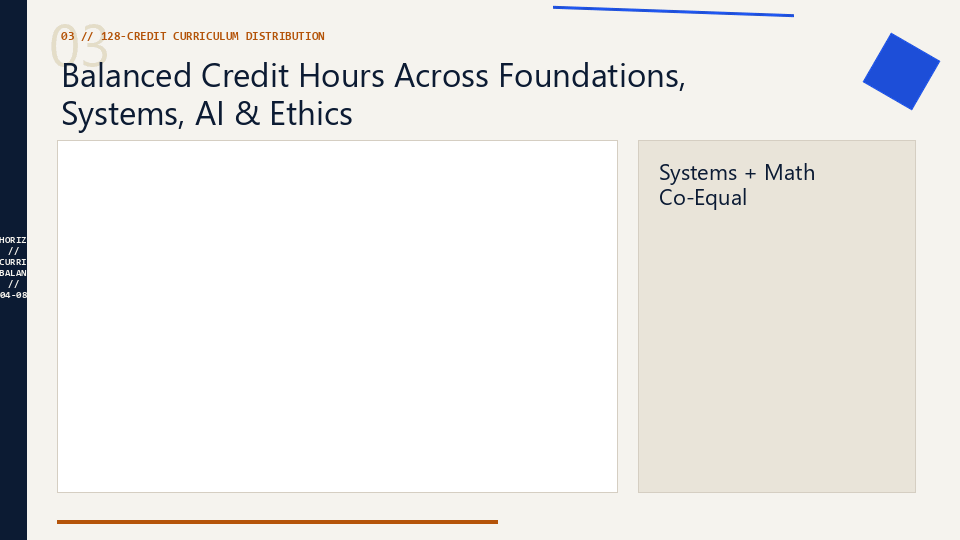 03
03 // 128-CREDIT CURRICULUM DISTRIBUTION
Balanced Credit Hours Across Foundations,
Systems, AI & Ethics
Systems + Math
Co-Equal
HORIZ
//
CURRI
BALAN
//
04-08